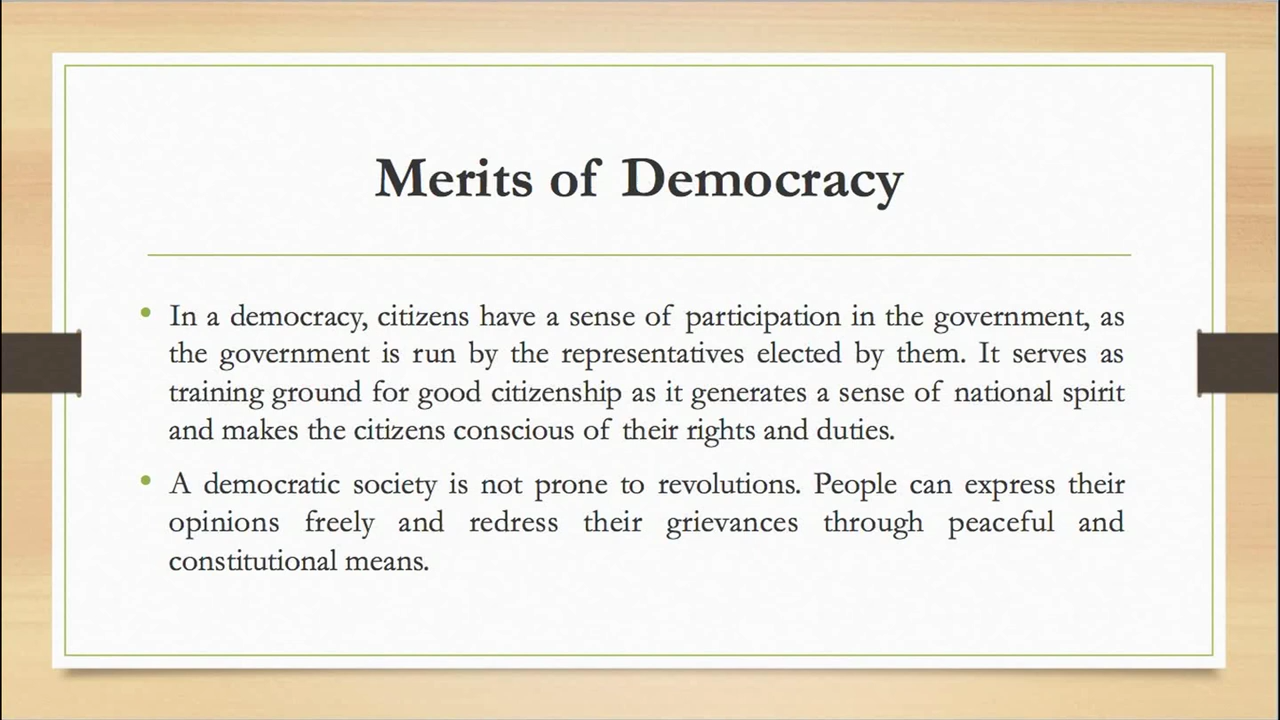 Merits of Democracy
• In a democracy, citizens have a sense of participation in the government, as
the government is run by the representatives elected by them. It serves as
training ground for good citizenship as it generates a sense of national spirit
and makes the citizens conscious of their rights and duties.
• A democratic society is not prone to revolutions. People can express their
opinions freely and redress their grievances through peaceful and
constitutional means.